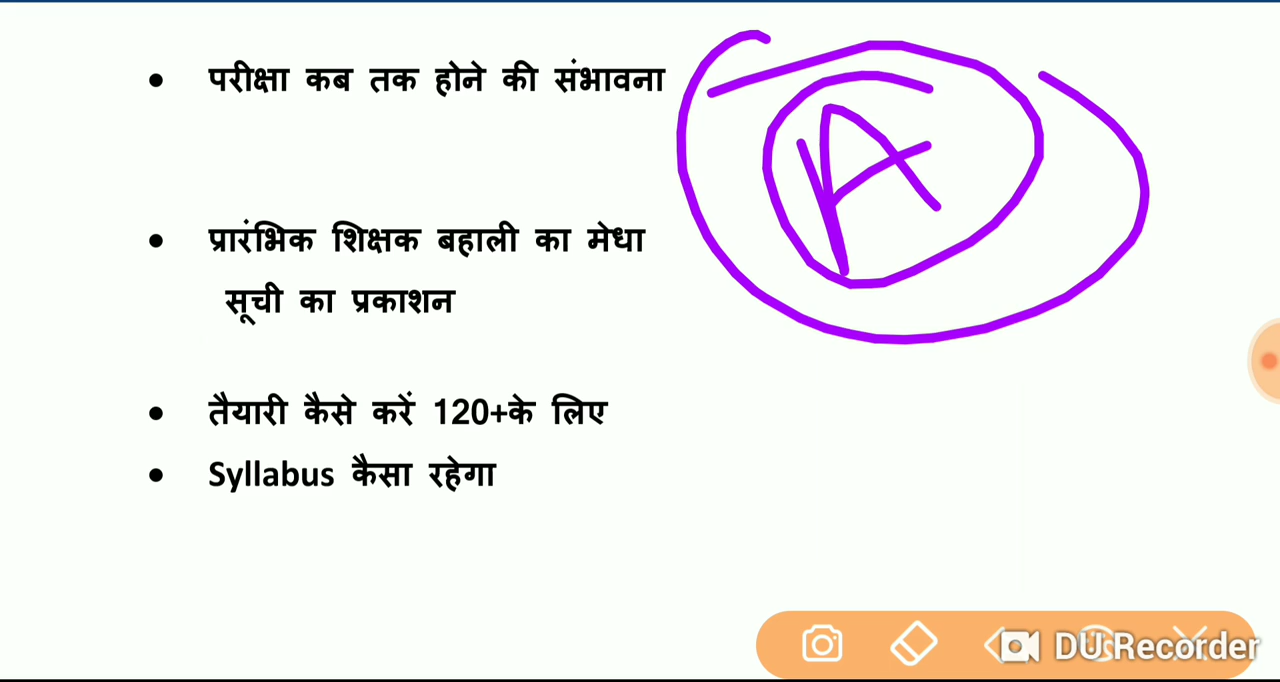 • परीक्षा कब तक होने की संभावना
A
• प्रारंभिक शिक्षक बहाली का मेधा
सूची का प्रकाशन
• तैयारी कैसे करें 120+के लिए
• Syllabus कैसा रहेगा
DU Recorder